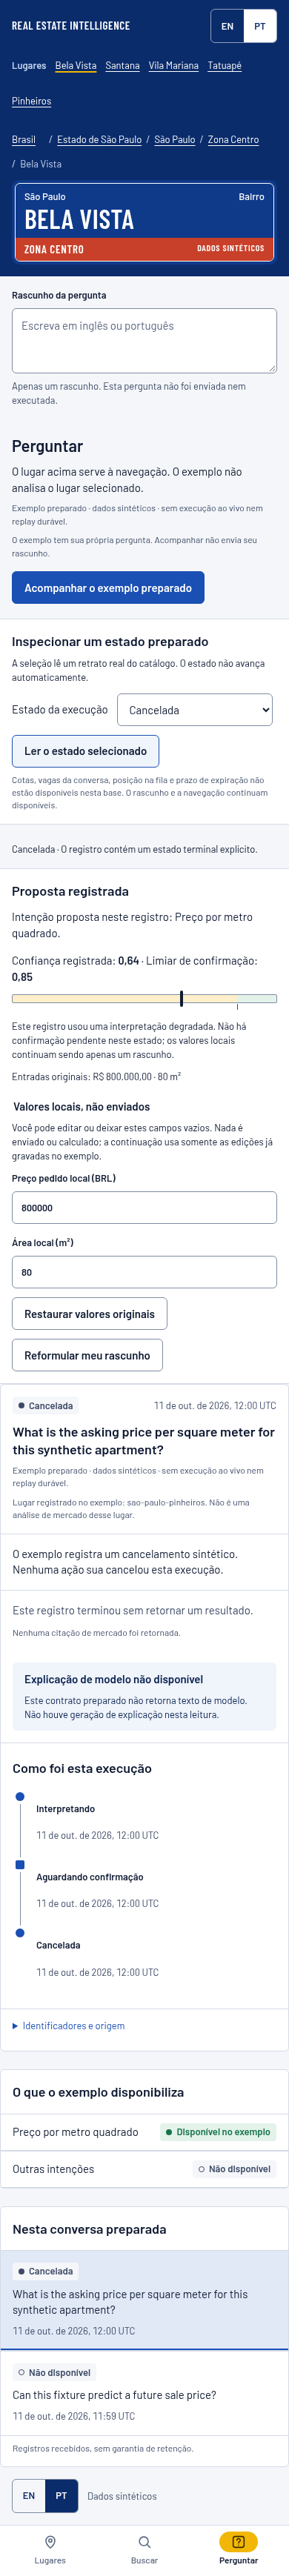 REAL ESTATE INTELLIGENCE
EN PT
Lugares Bela Vista Santana Vila Mariana Tatuapé
Pinheiros
Brasil / Estado de São Paulo / São Paulo / Zona Centro
/ Bela Vista
São Paulo Bairro
BELA VISTA
ZONA CENTRO DADOS SINTÉTICOS
Rascunho da pergunta
Escreva em inglês ou português
Apenas um rascunho. Esta pergunta não foi enviada nem
executada.
Perguntar
O lugar acima serve à navegação. O exemplo não
analisa o lugar selecionado.
Exemplo preparado · dados sintéticos · sem execução ao vivo nem
replay durável.
O exemplo tem sua própria pergunta. Acompanhar não envia seu
rascunho.
Acompanhar o exemplo preparado
Inspecionar um estado preparado
A seleção lê um retrato real do catálogo. O estado não avança
automaticamente.
Estado da execução Cancelada
Ler o estado selecionado
Cotas, vagas da conversa, posição na fila e prazo de expiração não
estão disponíveis nesta base. O rascunho e a navegação continuam
disponíveis.
Cancelada · O registro contém um estado terminal explícito.
Proposta registrada
Intenção proposta neste registro: Preço por metro
quadrado.
Confiança registrada: 0,64 · Limiar de confirmação:
0,85
Este registro usou uma interpretação degradada. Não há
confirmação pendente neste estado; os valores locais
continuam sendo apenas um rascunho.
Entradas originais: R$ 800.000,00 · 80 m²
Valores locais, não enviados
Você pode editar ou deixar estes campos vazios. Nada é
enviado ou calculado; a continuação usa somente as edições já
gravadas no exemplo.
Preço pedido local (BRL)
800000
Área local (m²)
80
Restaurar valores originais
Reformular meu rascunho
Cancelada 11 de out. de 2026, 12:00 UTC
What is the asking price per square meter for
this synthetic apartment?
Exemplo preparado · dados sintéticos · sem execução ao vivo nem
replay durável.
Lugar registrado no exemplo: sao-paulo-pinheiros. Não é uma
análise de mercado desse lugar.
O exemplo registra um cancelamento sintético.
Nenhuma ação sua cancelou esta execução.
Este registro terminou sem retornar um resultado.
Nenhuma citação de mercado foi retornada.
Explicação de modelo não disponível
Este contrato preparado não retorna texto de modelo.
Não houve geração de explicação nesta leitura.
Como foi esta execução
Interpretando
11 de out. de 2026, 12:00 UTC
Aguardando confirmação
11 de out. de 2026, 12:00 UTC
Cancelada
11 de out. de 2026, 12:00 UTC
Identificadores e origem
O que o exemplo disponibiliza
Preço por metro quadrado Disponível no exemplo
Outras intenções Não disponível
Nesta conversa preparada
Cancelada
What is the asking price per square meter for this
synthetic apartment?
11 de out. de 2026, 12:00 UTC
Não disponível
Can this fixture predict a future sale price?
11 de out. de 2026, 11:59 UTC
Registros recebidos, sem garantia de retenção.
EN PT Dados sintéticos
Lugares Buscar Perguntar